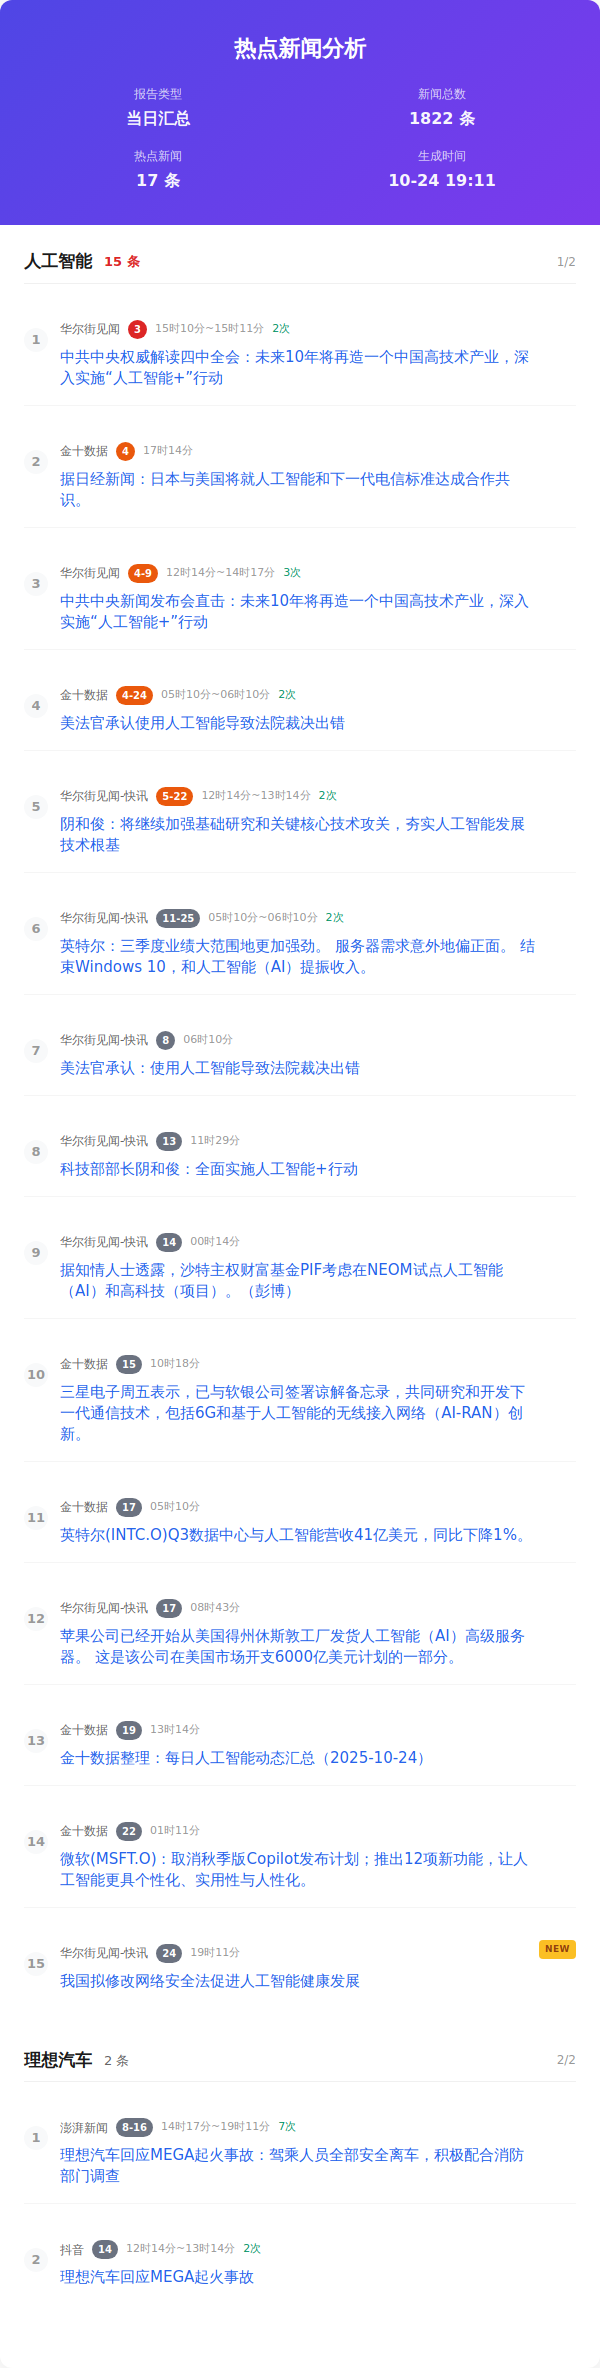 热点新闻分析
报告类型
新闻总数
当日汇总
1822 条
热点新闻
生成时间
17 条
10-24 19:11
人工智能 15 条 1/2
1
华尔街见闻 3 15时10分~15时11分 2次
中共中央权威解读四中全会：未来10年将再造一个中国高技术产业，深
入实施“人工智能+”行动
2
金十数据 4 17时14分
据日经新闻：日本与美国将就人工智能和下一代电信标准达成合作共
识。
3
华尔街见闻 4-9 12时14分~14时17分 3次
中共中央新闻发布会直击：未来10年将再造一个中国高技术产业，深入
实施“人工智能+”行动
4
金十数据 4-24 05时10分~06时10分 2次
美法官承认使用人工智能导致法院裁决出错
5
华尔街见闻-快讯 5-22 12时14分~13时14分 2次
阴和俊：将继续加强基础研究和关键核心技术攻关，夯实人工智能发展
技术根基
6
华尔街见闻-快讯 11-25 05时10分~06时10分 2次
英特尔：三季度业绩大范围地更加强劲。 服务器需求意外地偏正面。 结
束Windows 10，和人工智能（AI）提振收入。
7
华尔街见闻-快讯 8 06时10分
美法官承认：使用人工智能导致法院裁决出错
8
华尔街见闻-快讯 13 11时29分
科技部部长阴和俊：全面实施人工智能+行动
9
华尔街见闻-快讯 14 00时14分
据知情人士透露，沙特主权财富基金PIF考虑在NEOM试点人工智能
（AI）和高科技（项目）。（彭博）
10
金十数据 15 10时18分
三星电子周五表示，已与软银公司签署谅解备忘录，共同研究和开发下
一代通信技术，包括6G和基于人工智能的无线接入网络（AI-RAN）创
新。
11
金十数据 17 05时10分
英特尔(INTC.O)Q3数据中心与人工智能营收41亿美元，同比下降1%。
12
华尔街见闻-快讯 17 08时43分
苹果公司已经开始从美国得州休斯敦工厂发货人工智能（AI）高级服务
器。 这是该公司在美国市场开支6000亿美元计划的一部分。
13
金十数据 19 13时14分
金十数据整理：每日人工智能动态汇总（2025-10-24）
14
金十数据 22 01时11分
微软(MSFT.O)：取消秋季版Copilot发布计划；推出12项新功能，让人
工智能更具个性化、实用性与人性化。
15
华尔街见闻-快讯 24 19时11分 NEW
我国拟修改网络安全法促进人工智能健康发展
理想汽车 2 条 2/2
1
澎湃新闻 8-16 14时17分~19时11分 7次
理想汽车回应MEGA起火事故：驾乘人员全部安全离车，积极配合消防
部门调查
2
抖音 14 12时14分~13时14分 2次
理想汽车回应MEGA起火事故